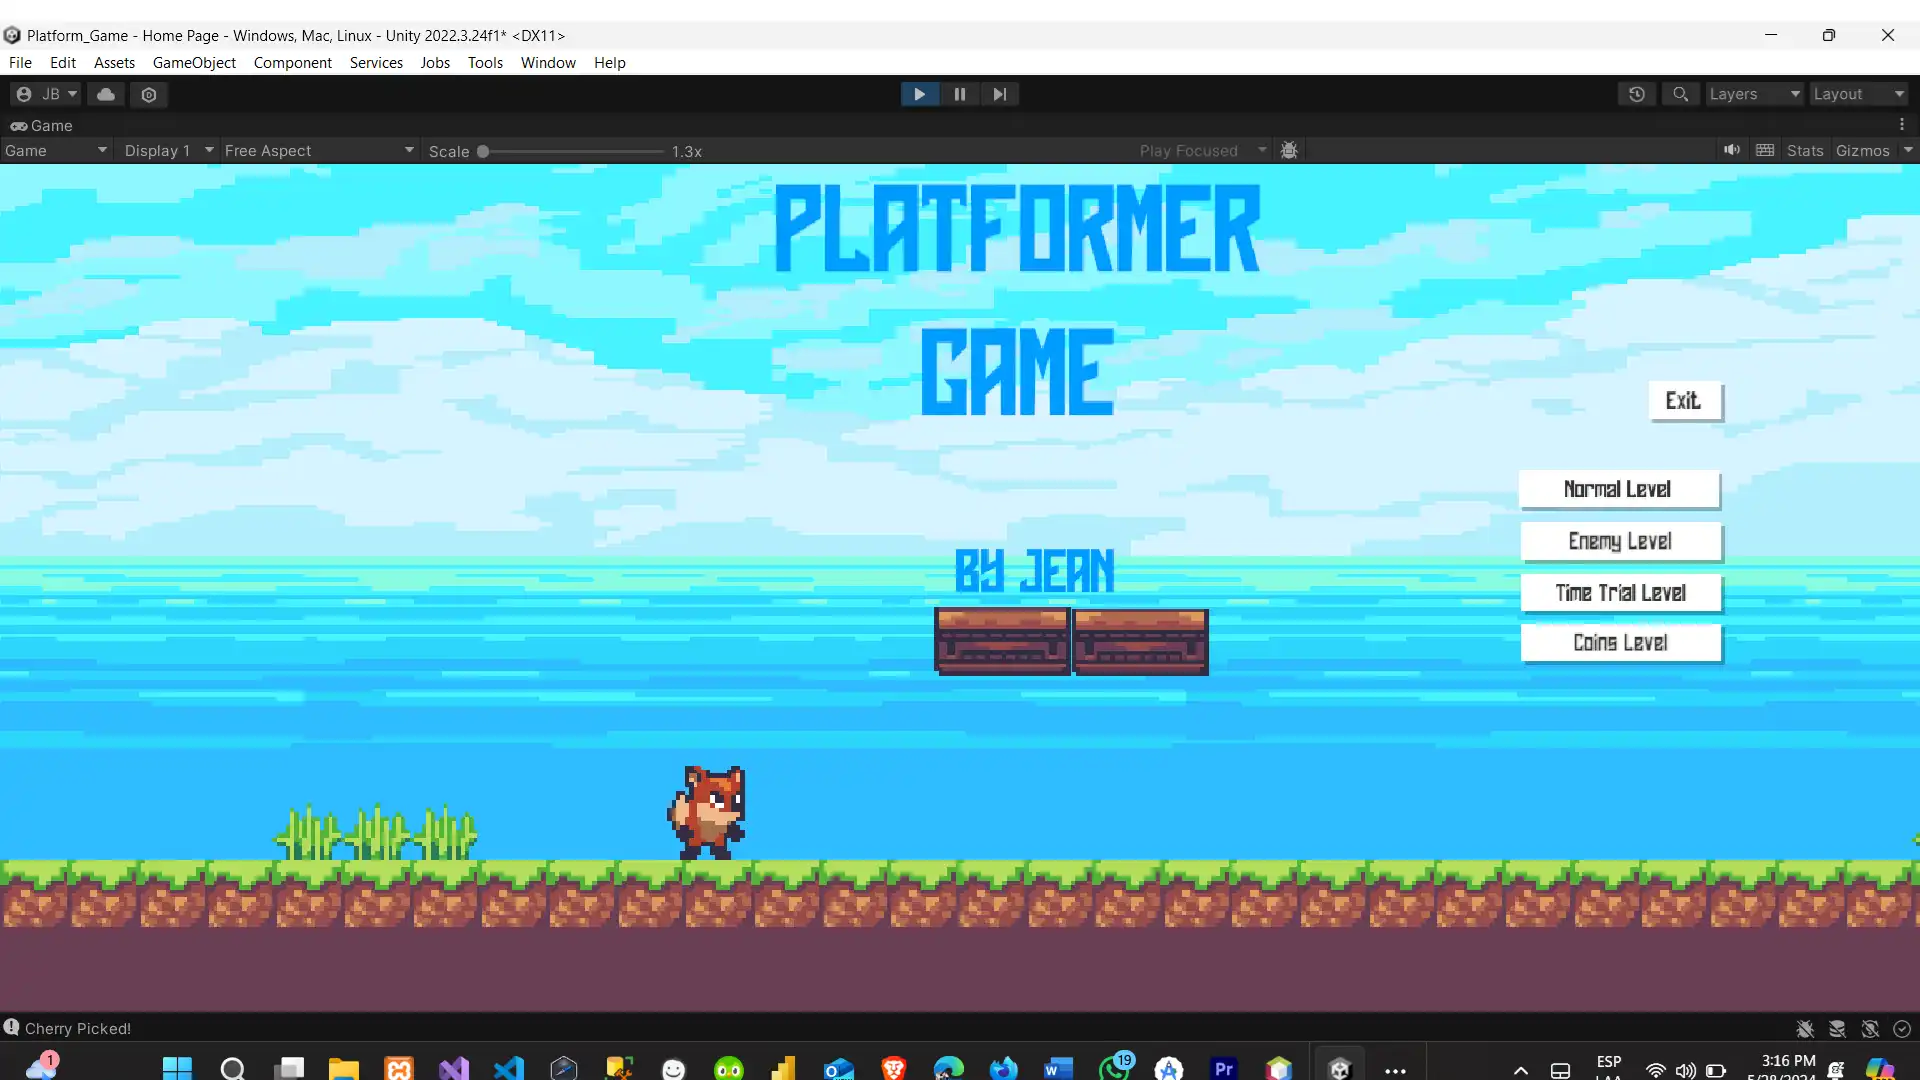 Platform_Game - Home Page - Windows, Mac, Linux - Unity 2022.3.24f1* <DX11>
File Edit Assets GameObject Component Services Jobs Tools Window Help
JB
Layers Layout
Game
Game Display 1 Free Aspect Scale 1.3x Play Focused Stats Gizmos
PLATFORMER
GAME
Exit
Normal Level
Enemy Level
BY JEAN
Time Trial Level
Coins Level
Cherry Picked!
1
19
W
Pr
ESP
3:16 PM